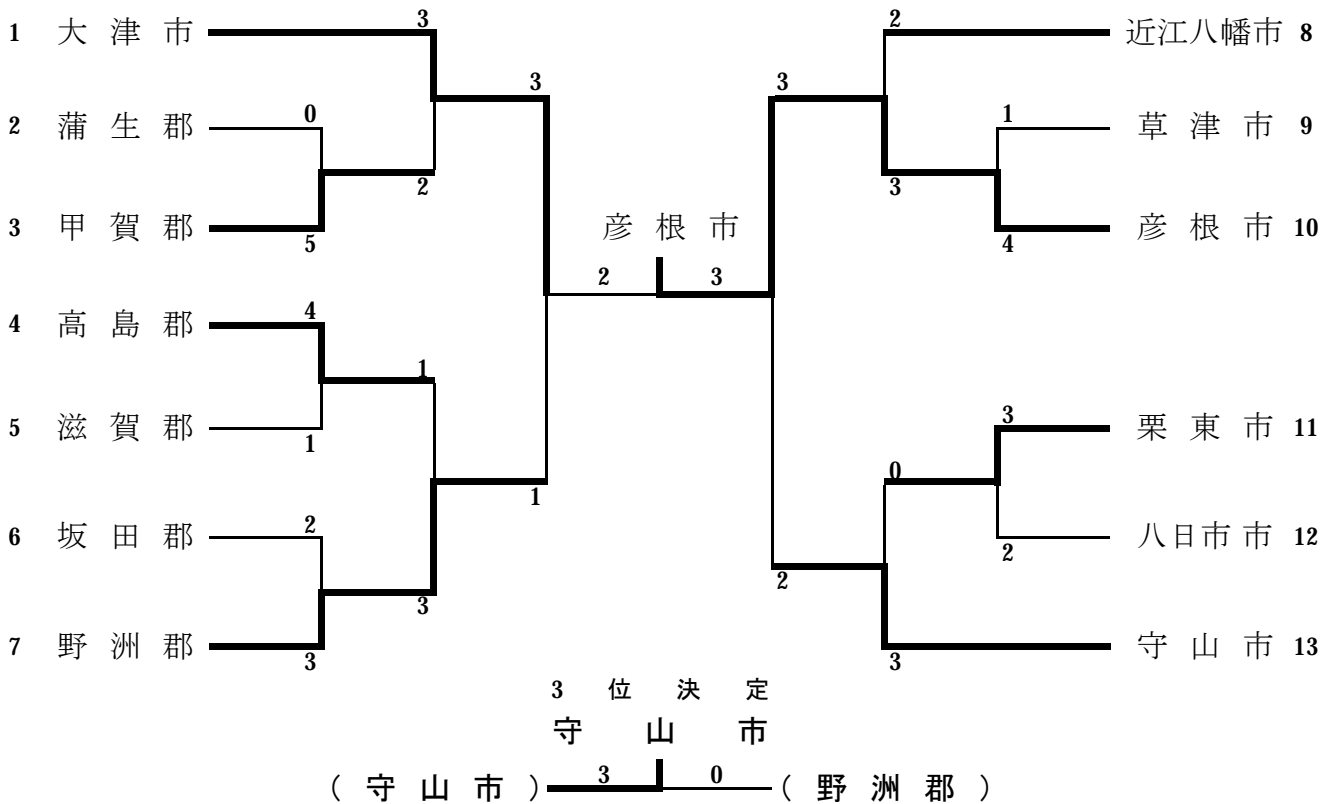 1 大津市 3 2 近江八幡市 8
3 3
2 蒲生郡 0 1 草津市 9
2 3
3 甲賀郡 5 彦根市 4 彦根市 10
2 3
4 高島郡 4
1
5 滋賀郡 1 3 栗東市 11
0
1
6 坂田郡 2 2 八日市市 12
3 2
7 野洲郡 3 3 守山市 13
3位決定
守山市
(守山市) 3 0 (野洲郡)